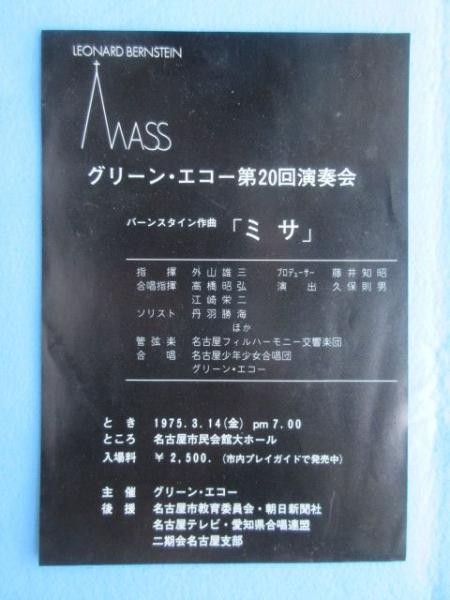 LEONARD BERNSTEIN
MASS
グリーン・エコー第20回演奏会
バーンスタイン作曲 「ミサ」
指揮 外山雄三 プロデューサー 藤井知昭
合唱指揮 高橋昭弘 演出 久保則男
江崎栄二
ソリスト 丹羽勝海
ほか
管弦楽 名古屋フィルハーモニー交響楽団
合唱 名古屋少年少女合唱団
グリーン・エコー
とき 1975.3.14(金) pm7.00
ところ 名古屋市民会館大ホール
入場料 ¥2,500. (市内プレイガイドで発売中)
主催 グリーン・エコー
後援 名古屋市教育委員会・朝日新聞社
名古屋テレビ・愛知県合唱連盟
二期会名古屋支部